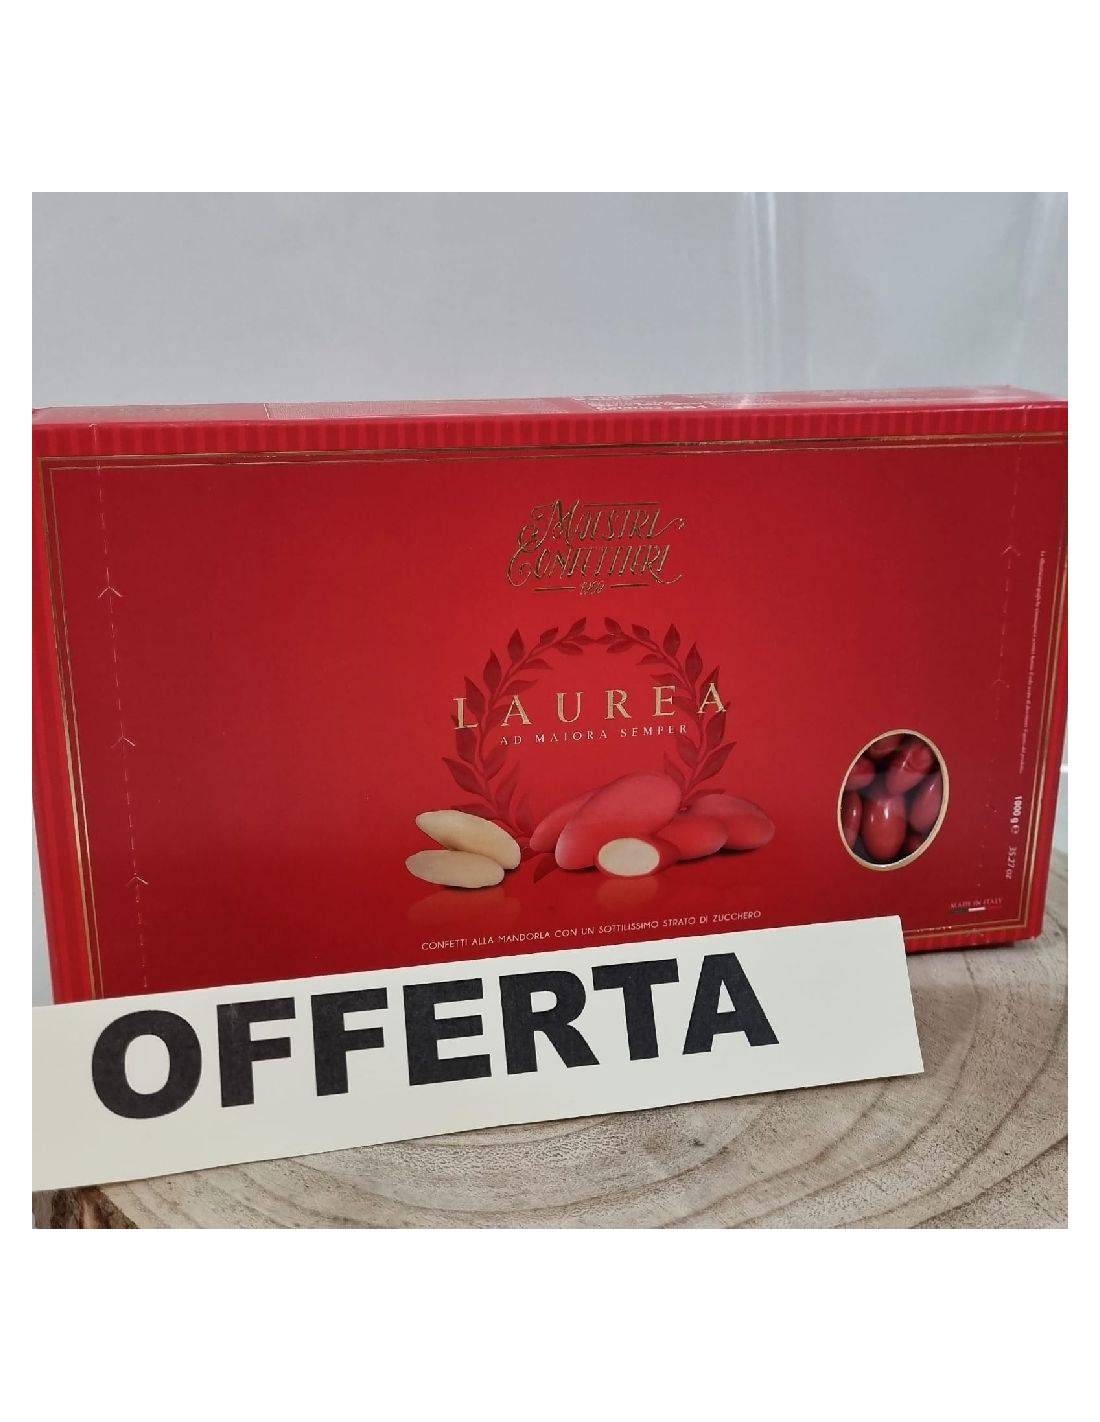 MAESTRI
CONFETTIERI
LAUREA
AD MAIORA SEMPER
1000 g e 35.27 oz
MADE IN ITALY
CONFETTI ALLA MANDORLA CON UN SOTTILISSIMO STRATO DI ZUCCHERO
OFFERTA